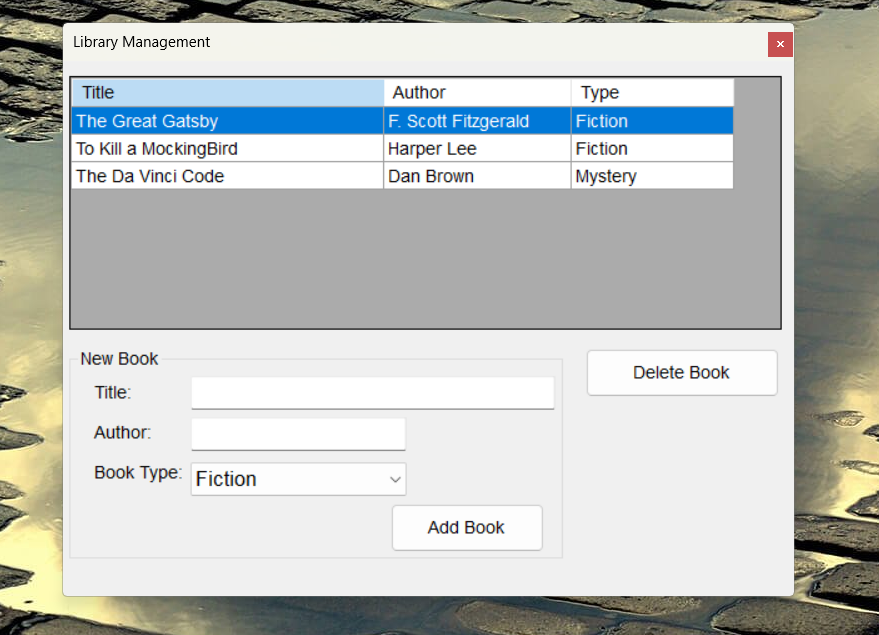 Library Management
Title Author Type
The Great Gatsby F. Scott Fitzgerald Fiction
To Kill a MockingBird Harper Lee Fiction
The Da Vinci Code Dan Brown Mystery
New Book
Delete Book
Title:
Author:
Book Type: Fiction
Add Book